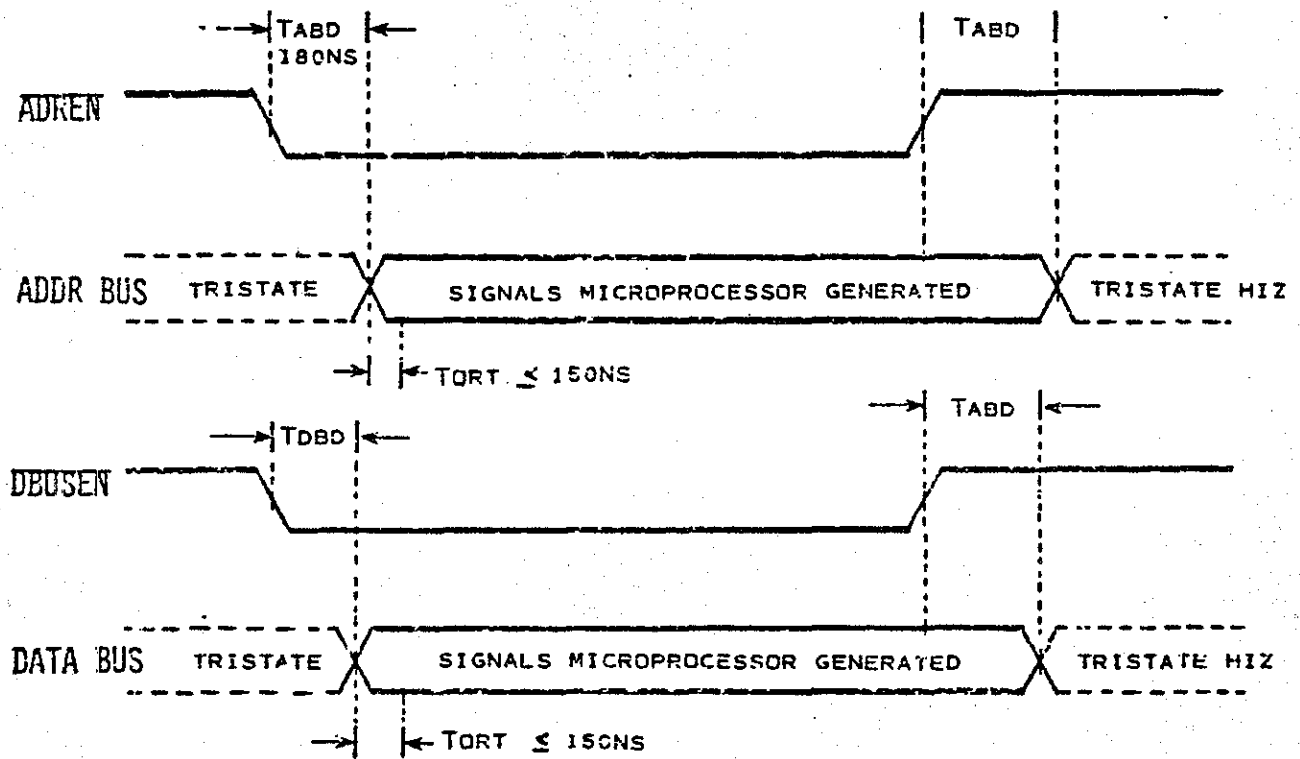 TABD
180NS
TABD
ADREN
ADDR BUS TRISTATE SIGNALS MICROPROCESSOR GENERATED TRISTATE HIZ
TORT ≤ 150NS
TDBD
TABD
DBUSEN
DATA BUS TRISTATE SIGNALS MICROPROCESSOR GENERATED TRISTATE HIZ
TORT ≤ 150NS